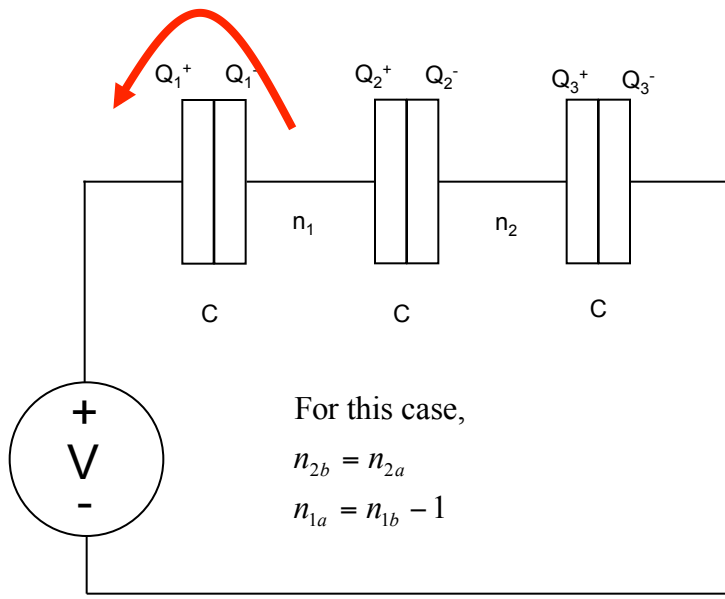 Q₁⁺ Q₁⁻ Q₂⁺ Q₂⁻ Q₃⁺ Q₃⁻
n₁ n₂
C C C
+
V
-
For this case,
n₂b = n₂a
n₁a = n₁b − 1